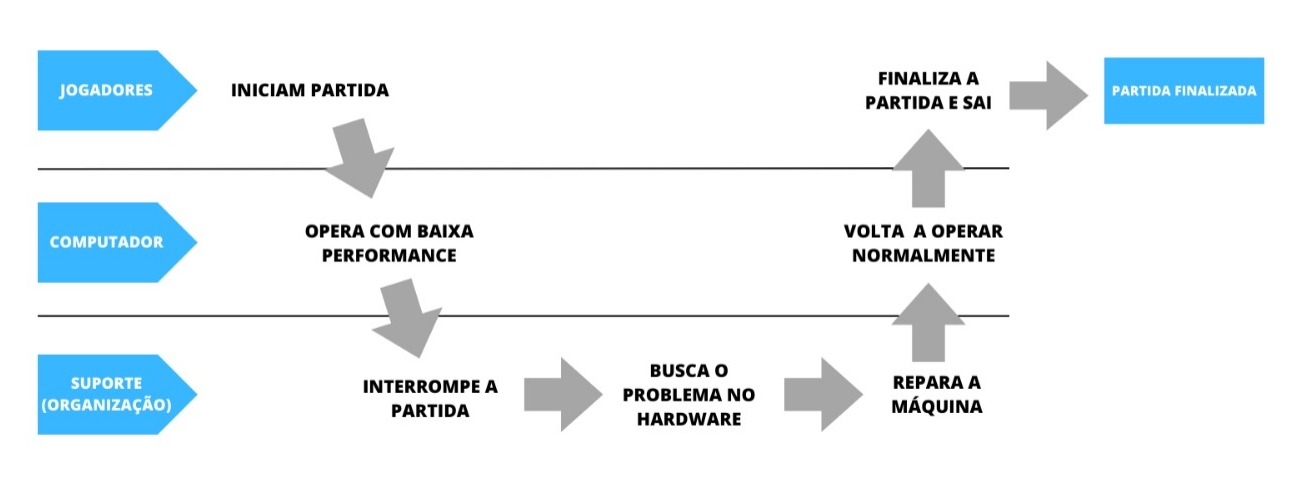 JOGADORES
INICIAM PARTIDA
FINALIZA A
PARTIDA E SAI
PARTIDA FINALIZADA
COMPUTADOR
OPERA COM BAIXA
PERFORMANCE
VOLTA A OPERAR
NORMALMENTE
SUPORTE
(ORGANIZAÇÃO)
INTERROMPE A
PARTIDA
BUSCA O
PROBLEMA NO
HARDWARE
REPARA A
MÁQUINA